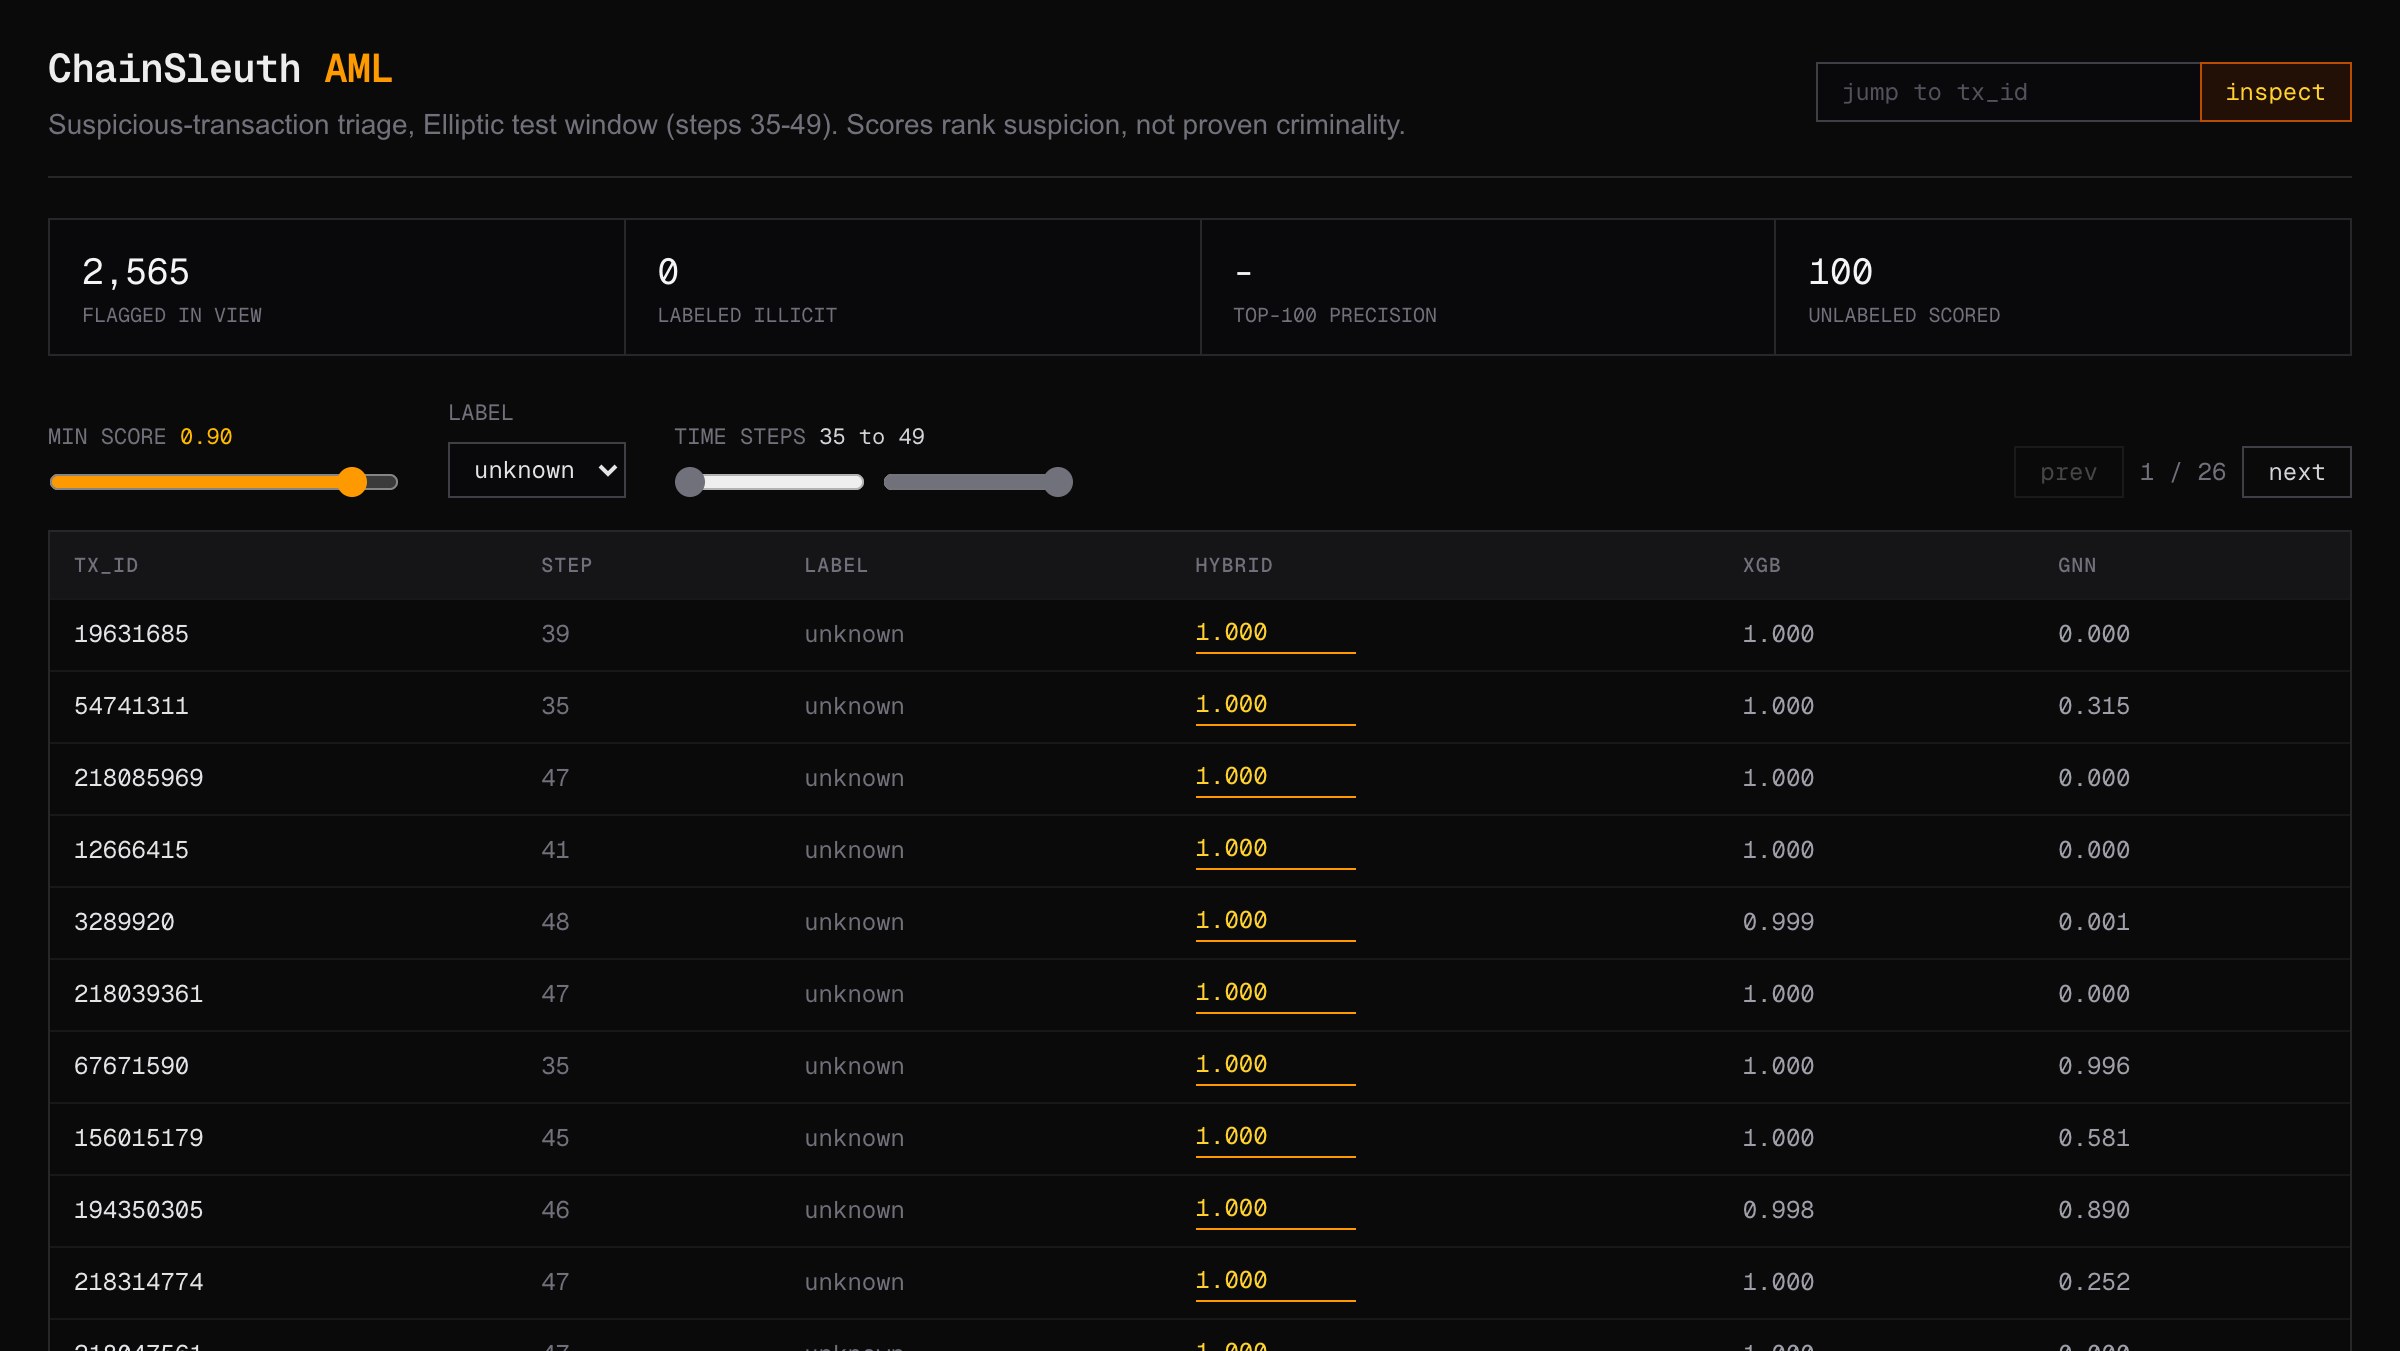 ChainSleuth AML
Suspicious-transaction triage, Elliptic test window (steps 35-49). Scores rank suspicion, not proven criminality.
jump to tx_id inspect
2,565 0 – 100
FLAGGED IN VIEW LABELED ILLICIT TOP-100 PRECISION UNLABELED SCORED
MIN SCORE 0.90 LABEL TIME STEPS 35 to 49
unknown prev 1 / 26 next
TX_ID STEP LABEL HYBRID XGB GNN
19631685 39 unknown 1.000 1.000 0.000
54741311 35 unknown 1.000 1.000 0.315
218085969 47 unknown 1.000 1.000 0.000
12666415 41 unknown 1.000 1.000 0.000
3289920 48 unknown 1.000 0.999 0.001
218039361 47 unknown 1.000 1.000 0.000
67671590 35 unknown 1.000 1.000 0.996
156015179 45 unknown 1.000 1.000 0.581
194350305 46 unknown 1.000 0.998 0.890
218314774 47 unknown 1.000 1.000 0.252